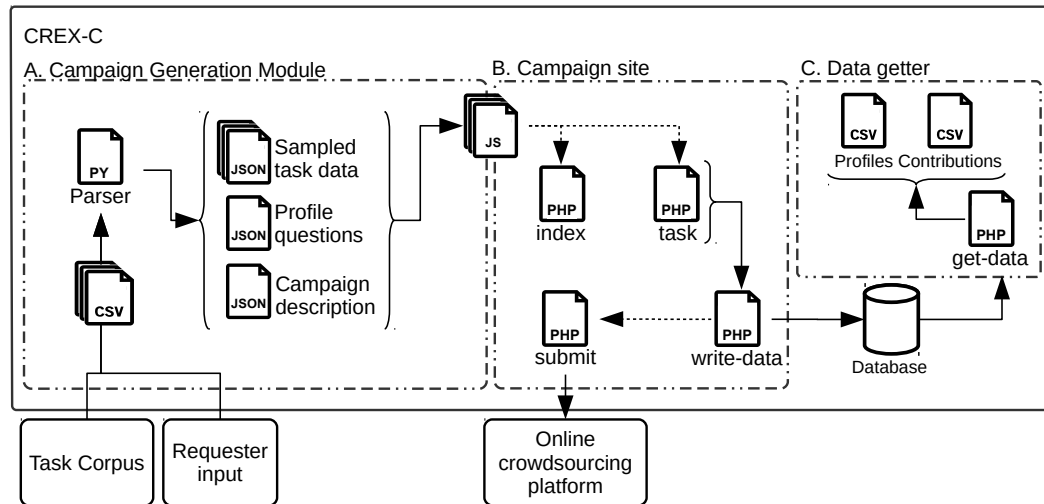 CREX-C
A. Campaign Generation Module
B. Campaign site
C. Data getter
PY
Parser
CSV
JSON
Sampled
task data
JSON
Profile
questions
JSON
Campaign
description
JS
PHP
index
PHP
task
PHP
submit
PHP
write-data
CSV
CSV
Profiles Contributions
PHP
get-data
Database
Task Corpus
Requester
input
Online
crowdsourcing
platform